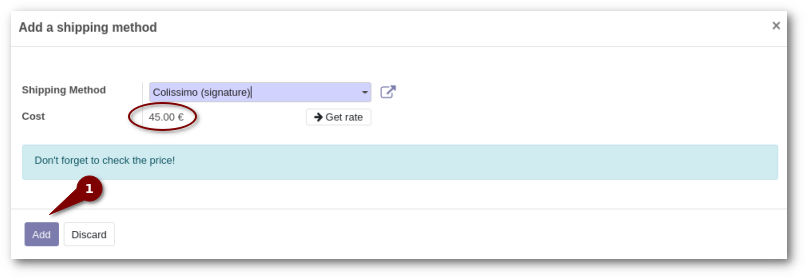 Add a shipping method ×
Shipping Method Colissimo (signature)
Cost 45.00 € Get rate
Don't forget to check the price!
1
Add Discard